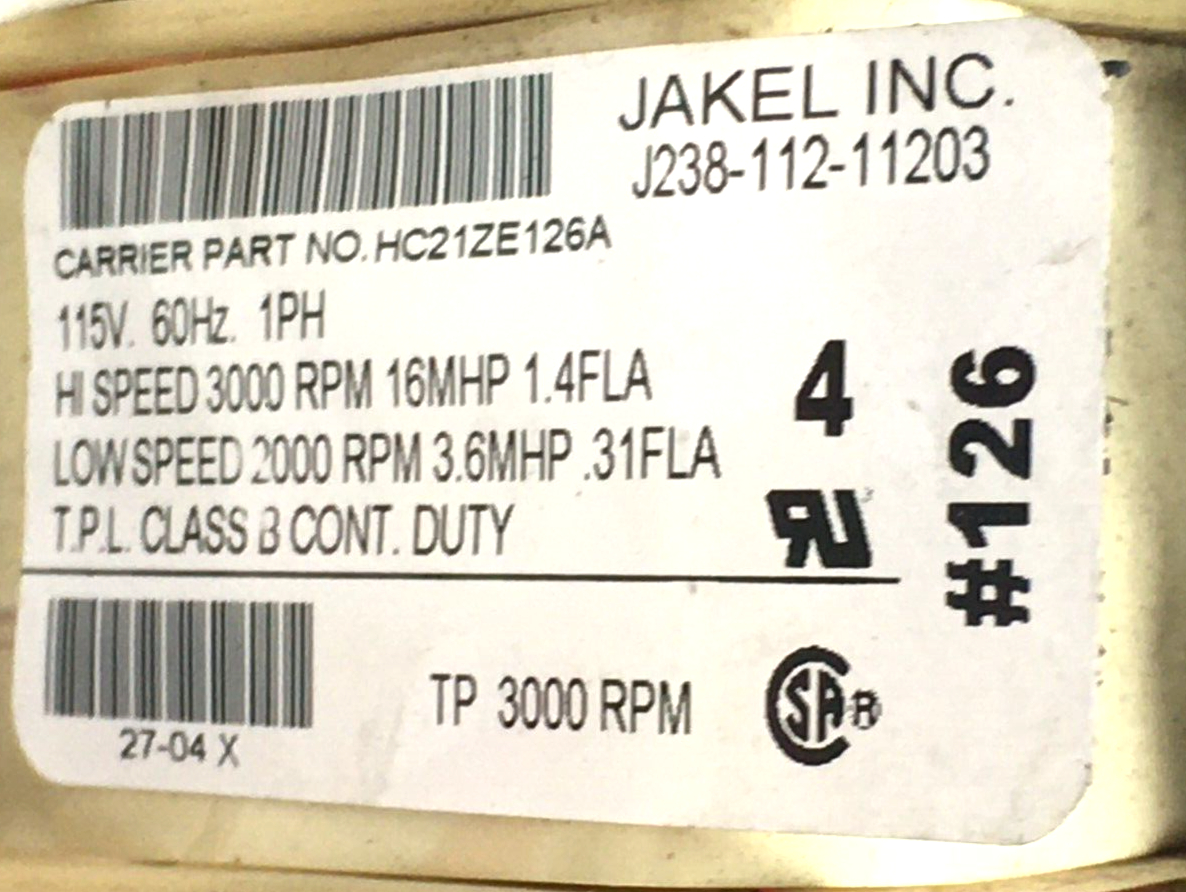 JAKEL INC.
J238-112-11203
CARRIER PART NO. HC21ZE126A
115V. 60Hz. 1PH
HI SPEED 3000 RPM 16MHP 1.4FLA
LOW SPEED 2000 RPM 3.6MHP .31FLA
T.P.L. CLASS B CONT. DUTY
4
#126
27-04 X
TP 3000 RPM
SA®